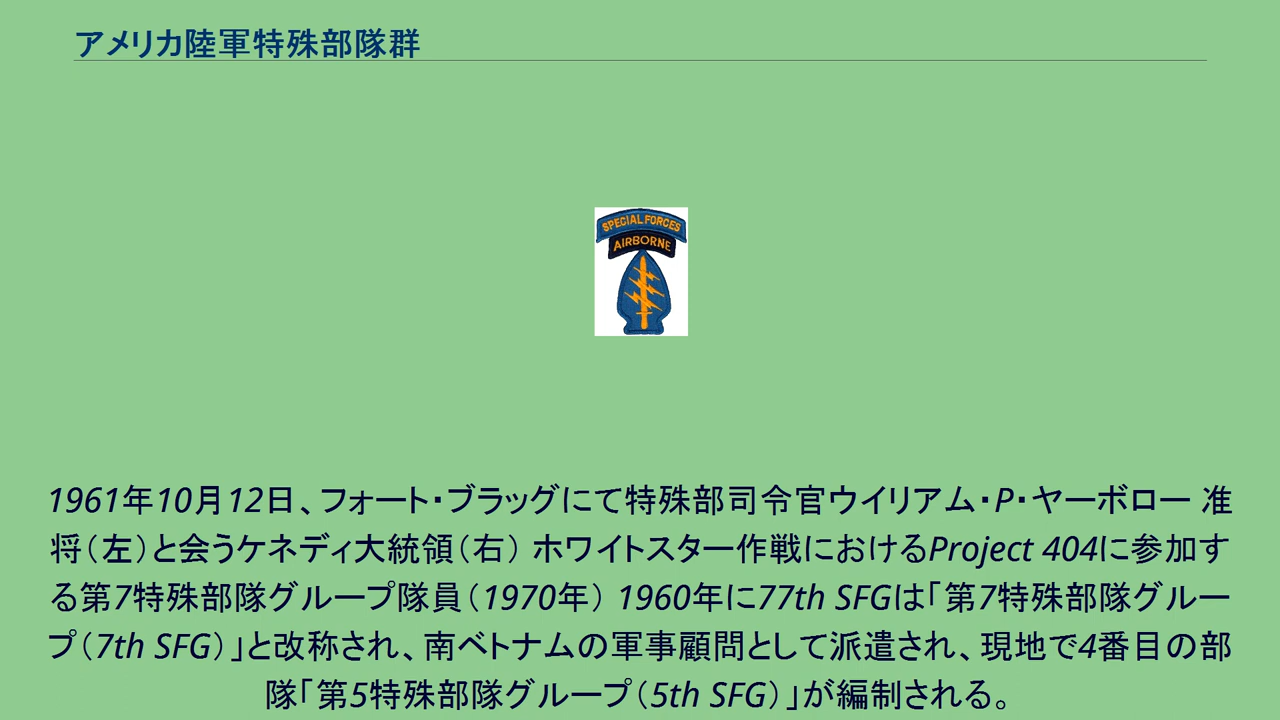 アメリカ陸軍特殊部隊群
SPECIAL FORCES
AIRBORNE
1961年10月12日、フォート・ブラッグにて特殊部司令官ウイリアム・P・ヤーボロー 准
将（左）と会うケネディ大統領（右） ホワイトスター作戦におけるProject 404に参加す
る第7特殊部隊グループ隊員（1970年） 1960年に77th SFGは「第7特殊部隊グルー
プ（7th SFG）」と改称され、南ベトナムの軍事顧問として派遣され、現地で4番目の部
隊「第5特殊部隊グループ（5th SFG）」が編制される。